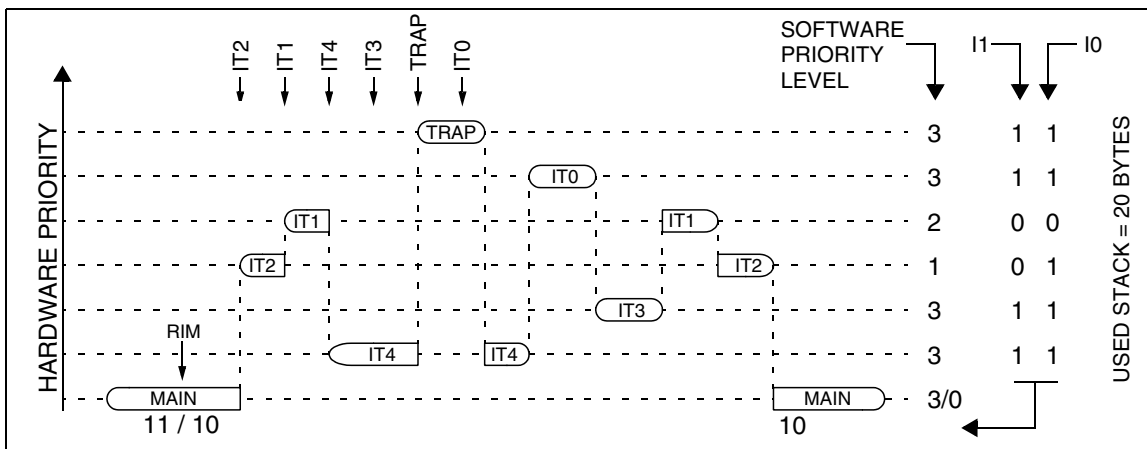 IT2
IT1
IT4
IT3
TRAP
IT0
SOFTWARE
PRIORITY
LEVEL
I1
I0
HARDWARE PRIORITY
TRAP
3
1 1
IT0
3
1 1
IT1
IT1
2
0 0
IT2
IT2
1
0 1
RIM
IT3
3
1 1
IT4
IT4
3
1 1
MAIN
MAIN
3/0
11 / 10
10
USED STACK = 20 BYTES